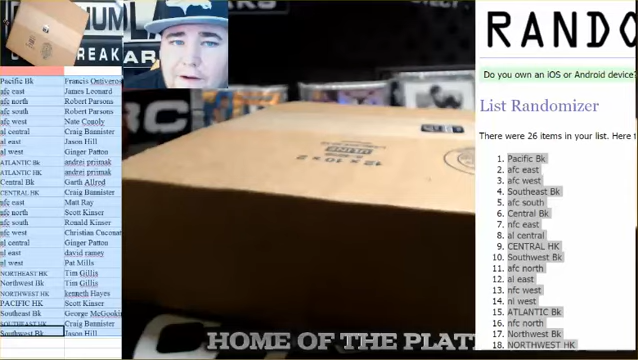 RANDO
Do you own an iOS or Android device?
List Randomizer
There were 26 items in your list. Here
1. Pacific Bk
2. afc east
3. afc west
4. Southeast Bk
5. afc south
6. Central Bk
7. nfc east
8. al central
9. CENTRAL HK
10. Southwest Bk
11. afc north
12. al east
13. nfc west
14. nl west
15. ATLANTIC Bk
16. nfc north
17. Northwest Bk
18. NORTHWEST HK
Pacific Bk
afc east James Leonard
afc north Robert Parsons
afc south Robert Parsons
afc west Nate
al central Craig Bannister
al east Jason Hill
al west Ginger Patton
ATLANTIC Bk andrei prijmak
ATLANTIC HK andrei prijmak
Central Bk Garth Allred
CENTRAL HK Craig Bannister
nfc east Matt Ray
nfc north Scott Kinser
nfc south Ronald Kinser
nfc west Christian
nl central Ginger Patton
nl east david ramey
nl west Pat Mills
NORTHEAST HK Tim Gillis
Northwest Bk Tim Gillis
NORTHWEST HK kenneth Hayes
PACIFIC HK Scott Kinser
Southeast Bk George
SOUTHEAST HK Craig Bannister
Southwest Bk Jason Hill
12 x 10 x 2
HOME OF THE PLAT